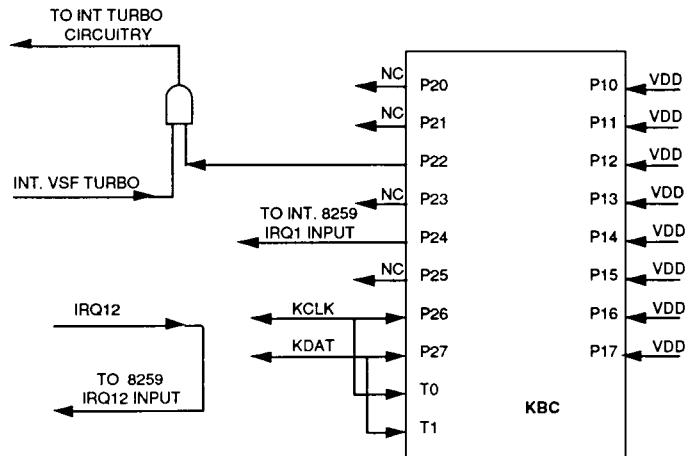 TO INT TURBO
CIRCUITRY
NC P20 P10 VDD
NC P21 P11 VDD
P22 P12 VDD
INT. VSF TURBO
NC P23 P13 VDD
TO INT. 8259
IRQ1 INPUT
P24 P14 VDD
NC P25 P15 VDD
IRQ12
KCLK P26 P16 VDD
KDAT P27 P17 VDD
TO 8259
IRQ12 INPUT
T0
KBC
T1